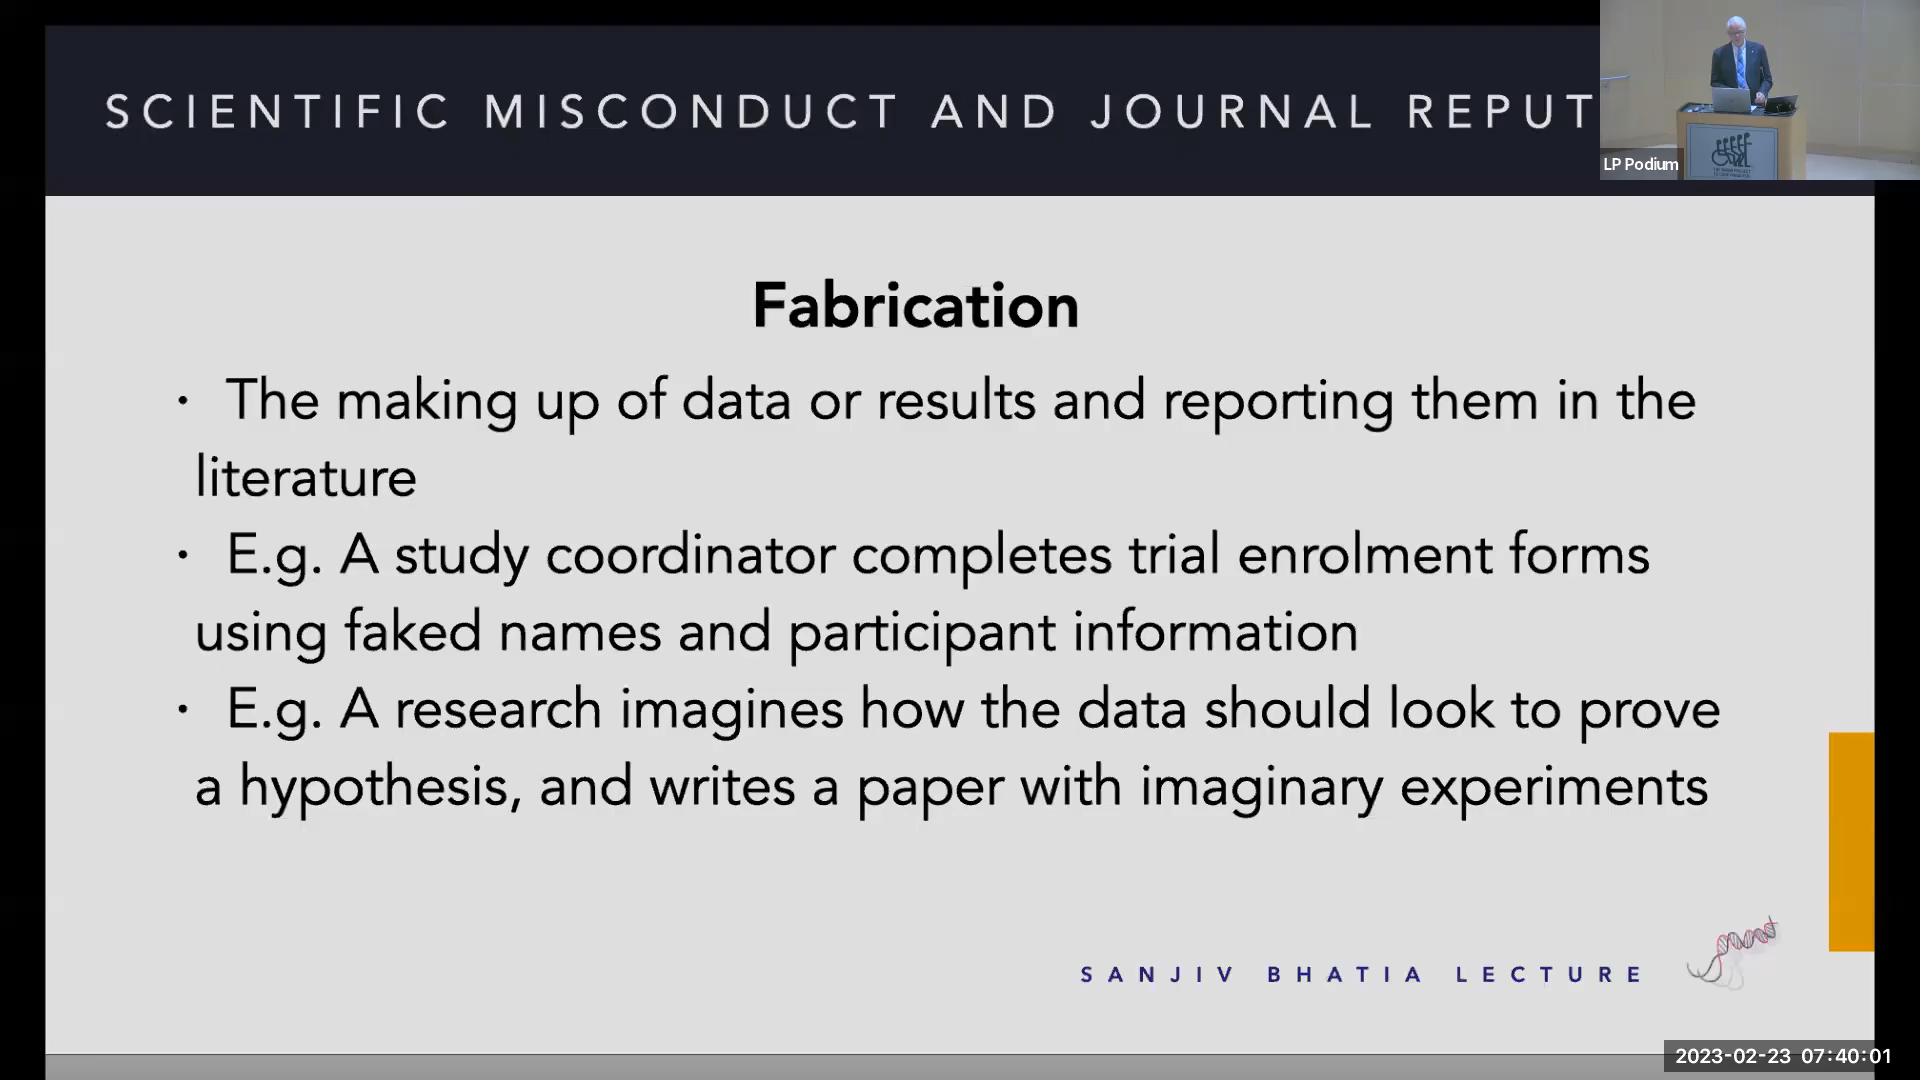 SCIENTIFIC MISCONDUCT AND JOURNAL REPUT
LP Podium
Fabrication
· The making up of data or results and reporting them in the
literature
· E.g. A study coordinator completes trial enrolment forms
using faked names and participant information
· E.g. A research imagines how the data should look to prove
a hypothesis, and writes a paper with imaginary experiments
SANJIV BHATIA LECTURE
2023-02-23 07:40:01